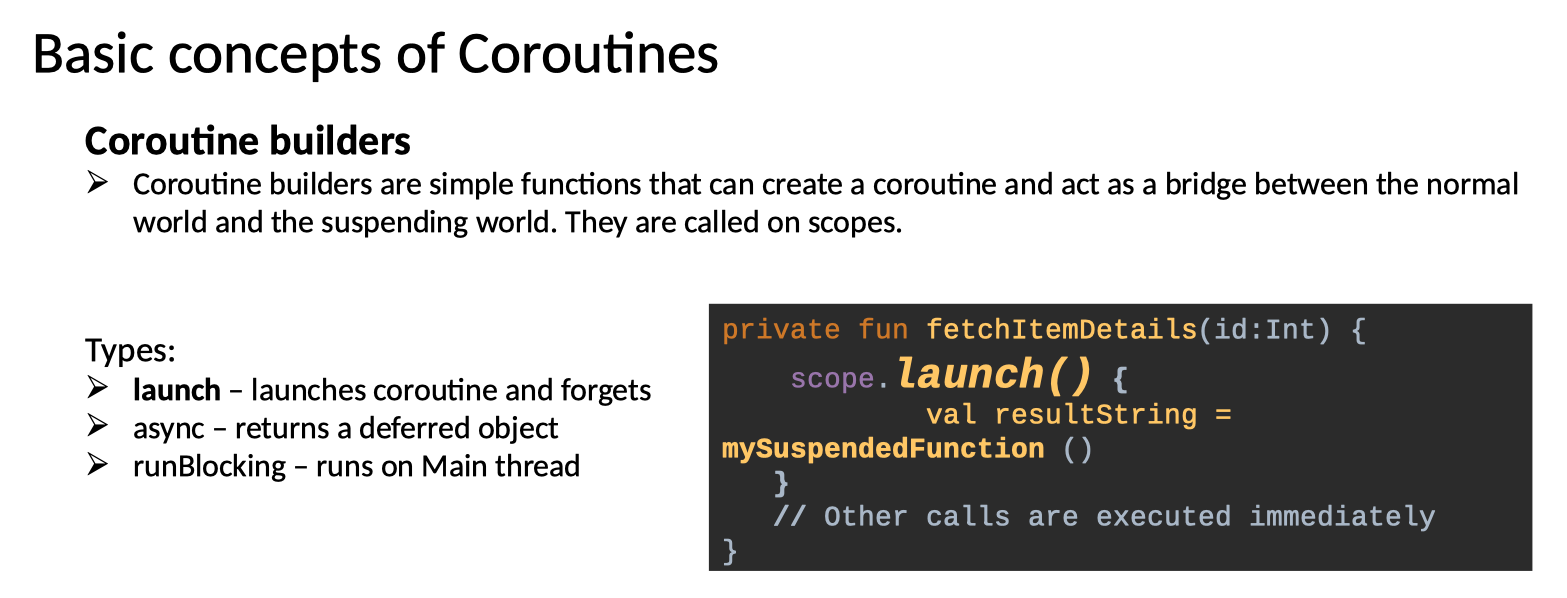 Basic concepts of Coroutines
Coroutine builders
➢ Coroutine builders are simple functions that can create a coroutine and act as a bridge between the normal
world and the suspending world. They are called on scopes.
Types:
➢ launch – launches coroutine and forgets
➢ async – returns a deferred object
➢ runBlocking – runs on Main thread
private fun fetchItemDetails(id:Int) {
scope.launch() {
val resultString =
mySuspendedFunction ()
}
// Other calls are executed immediately
}